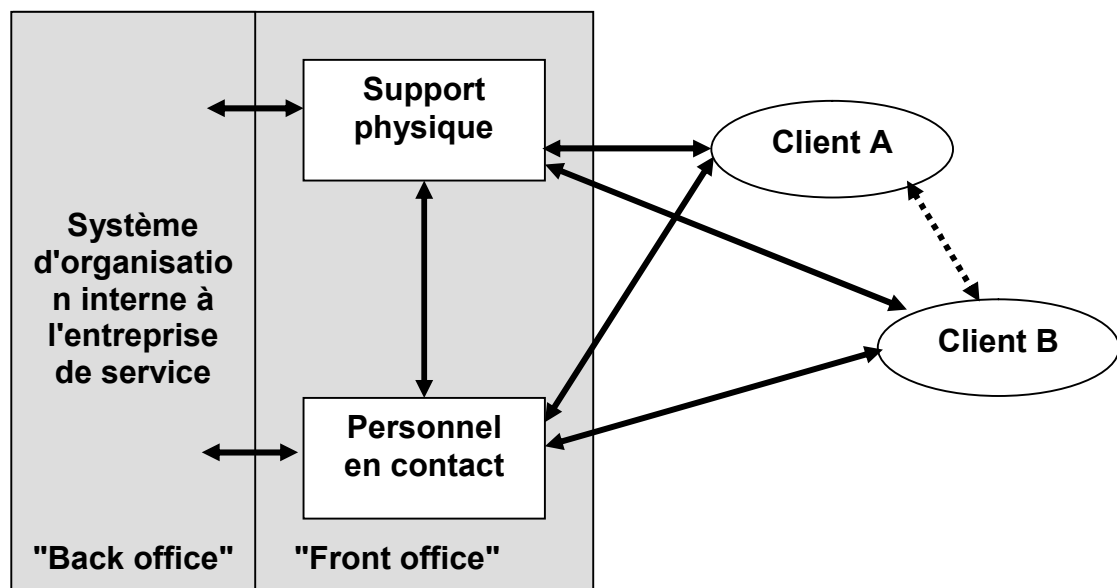 Support
physique
Client A
Système
d'organisatio
n interne à
l'entreprise
de service
Client B
Personnel
en contact
"Back office"
"Front office"